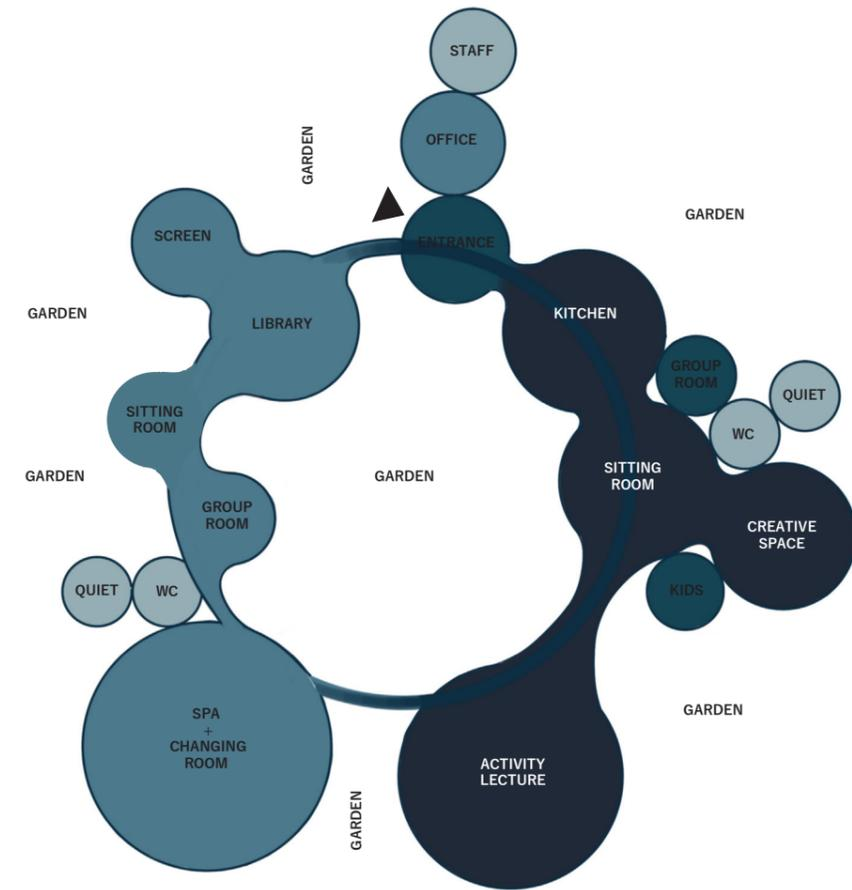 STAFF
OFFICE
GARDEN
GARDEN
SCREEN
ENTRANCE
GARDEN
LIBRARY
KITCHEN
GROUP
ROOM
QUIET
SITTING
ROOM
WC
GARDEN
GARDEN
SITTING
ROOM
GROUP
ROOM
CREATIVE
SPACE
QUIET
WC
KIDS
GARDEN
SPA
+
CHANGING
ROOM
ACTIVITY
LECTURE
GARDEN